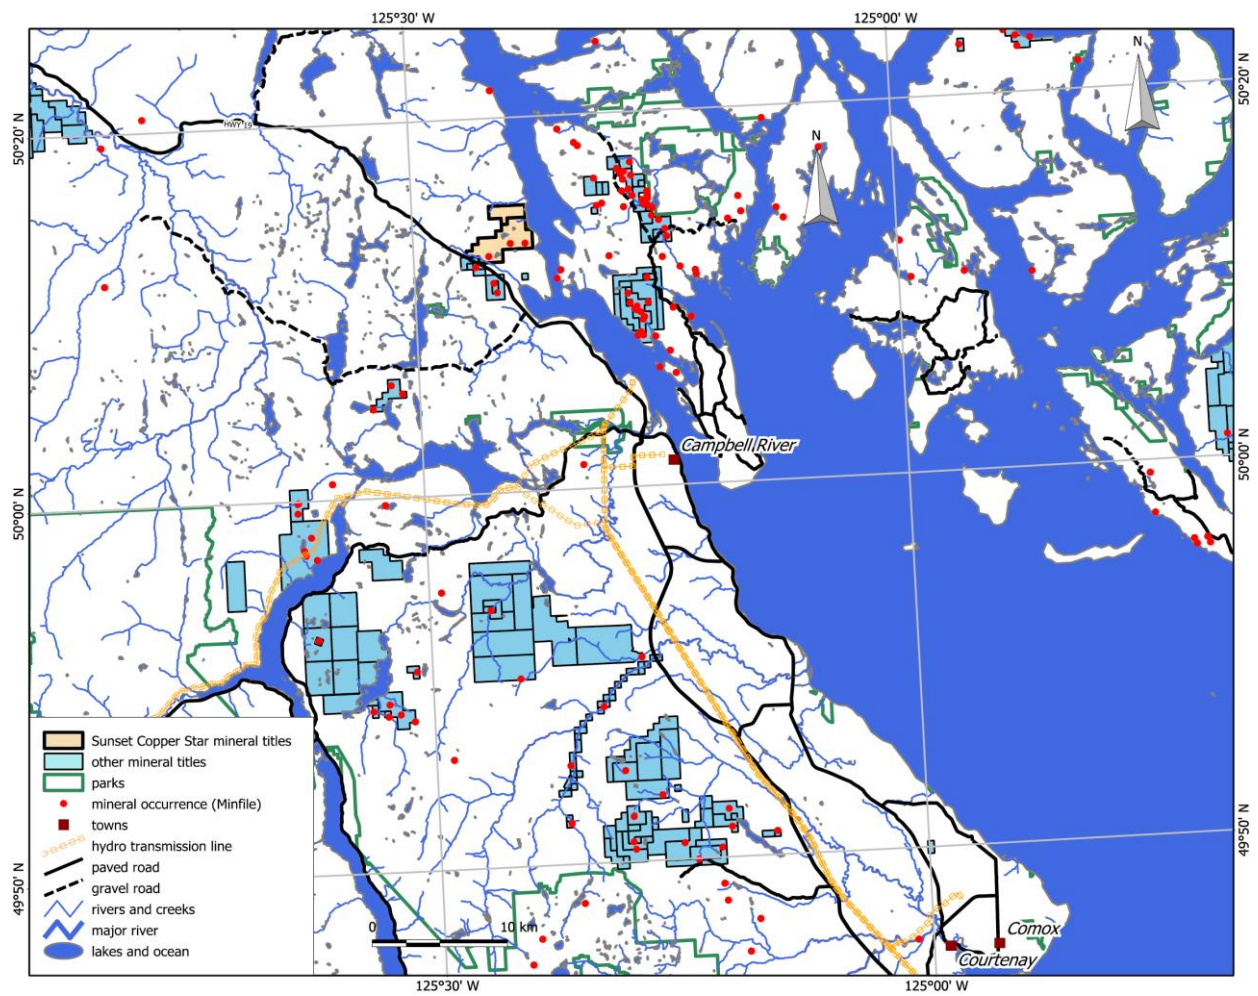 125°30' W
125°00' W
N
N
50°20' N
50°20' N
HWY 19
Campbell River
50°00' N
50°00' N
Sunset Copper Star mineral titles
other mineral titles
parks
mineral occurrence (Minfile)
towns
hydro transmission line
paved road
gravel road
rivers and creeks
major river
lakes and ocean
49°50' N
49°50' N
0
10 km
Comox
Courtenay
125°30' W
125°00' W